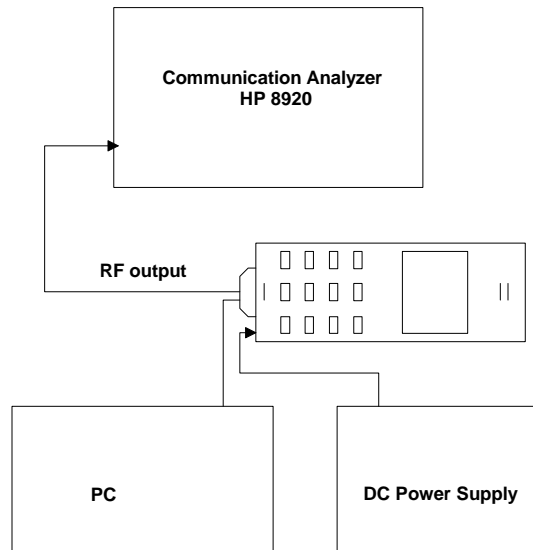 Communication Analyzer
HP 8920
RF output
PC
DC Power Supply